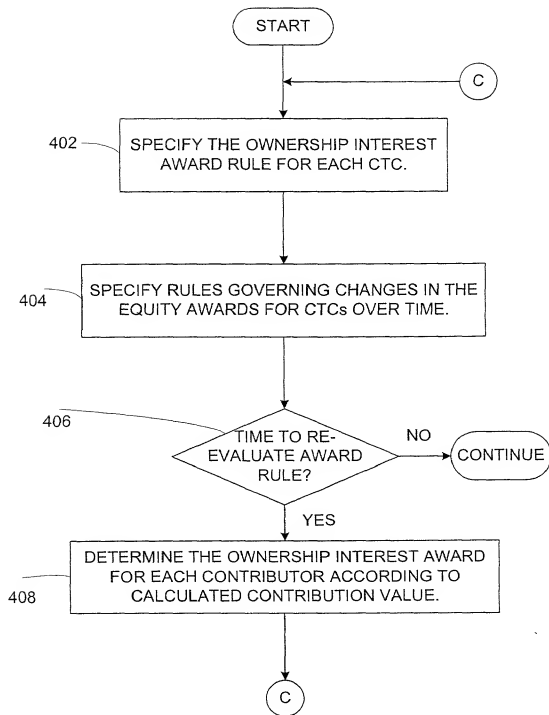 START
C
402
SPECIFY THE OWNERSHIP INTEREST
AWARD RULE FOR EACH CTC.
404
SPECIFY RULES GOVERNING CHANGES IN THE
EQUITY AWARDS FOR CTCs OVER TIME.
406
TIME TO RE-
EVALUATE AWARD
RULE?
NO
CONTINUE
YES
408
DETERMINE THE OWNERSHIP INTEREST AWARD
FOR EACH CONTRIBUTOR ACCORDING TO
CALCULATED CONTRIBUTION VALUE.
C